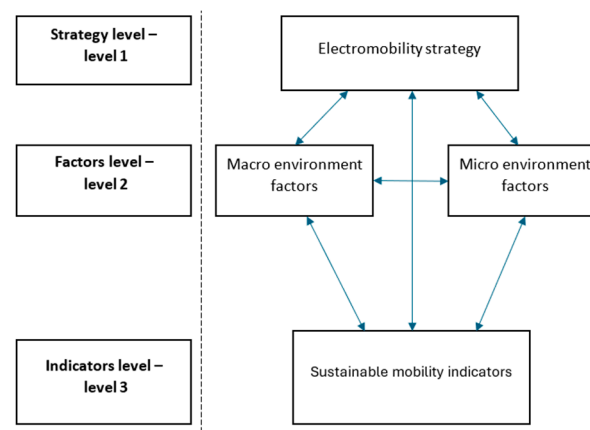 Strategy level –
level 1
Electromobility strategy
Factors level –
level 2
Macro environment
factors
Micro environment
factors
Indicators level –
level 3
Sustainable mobility indicators